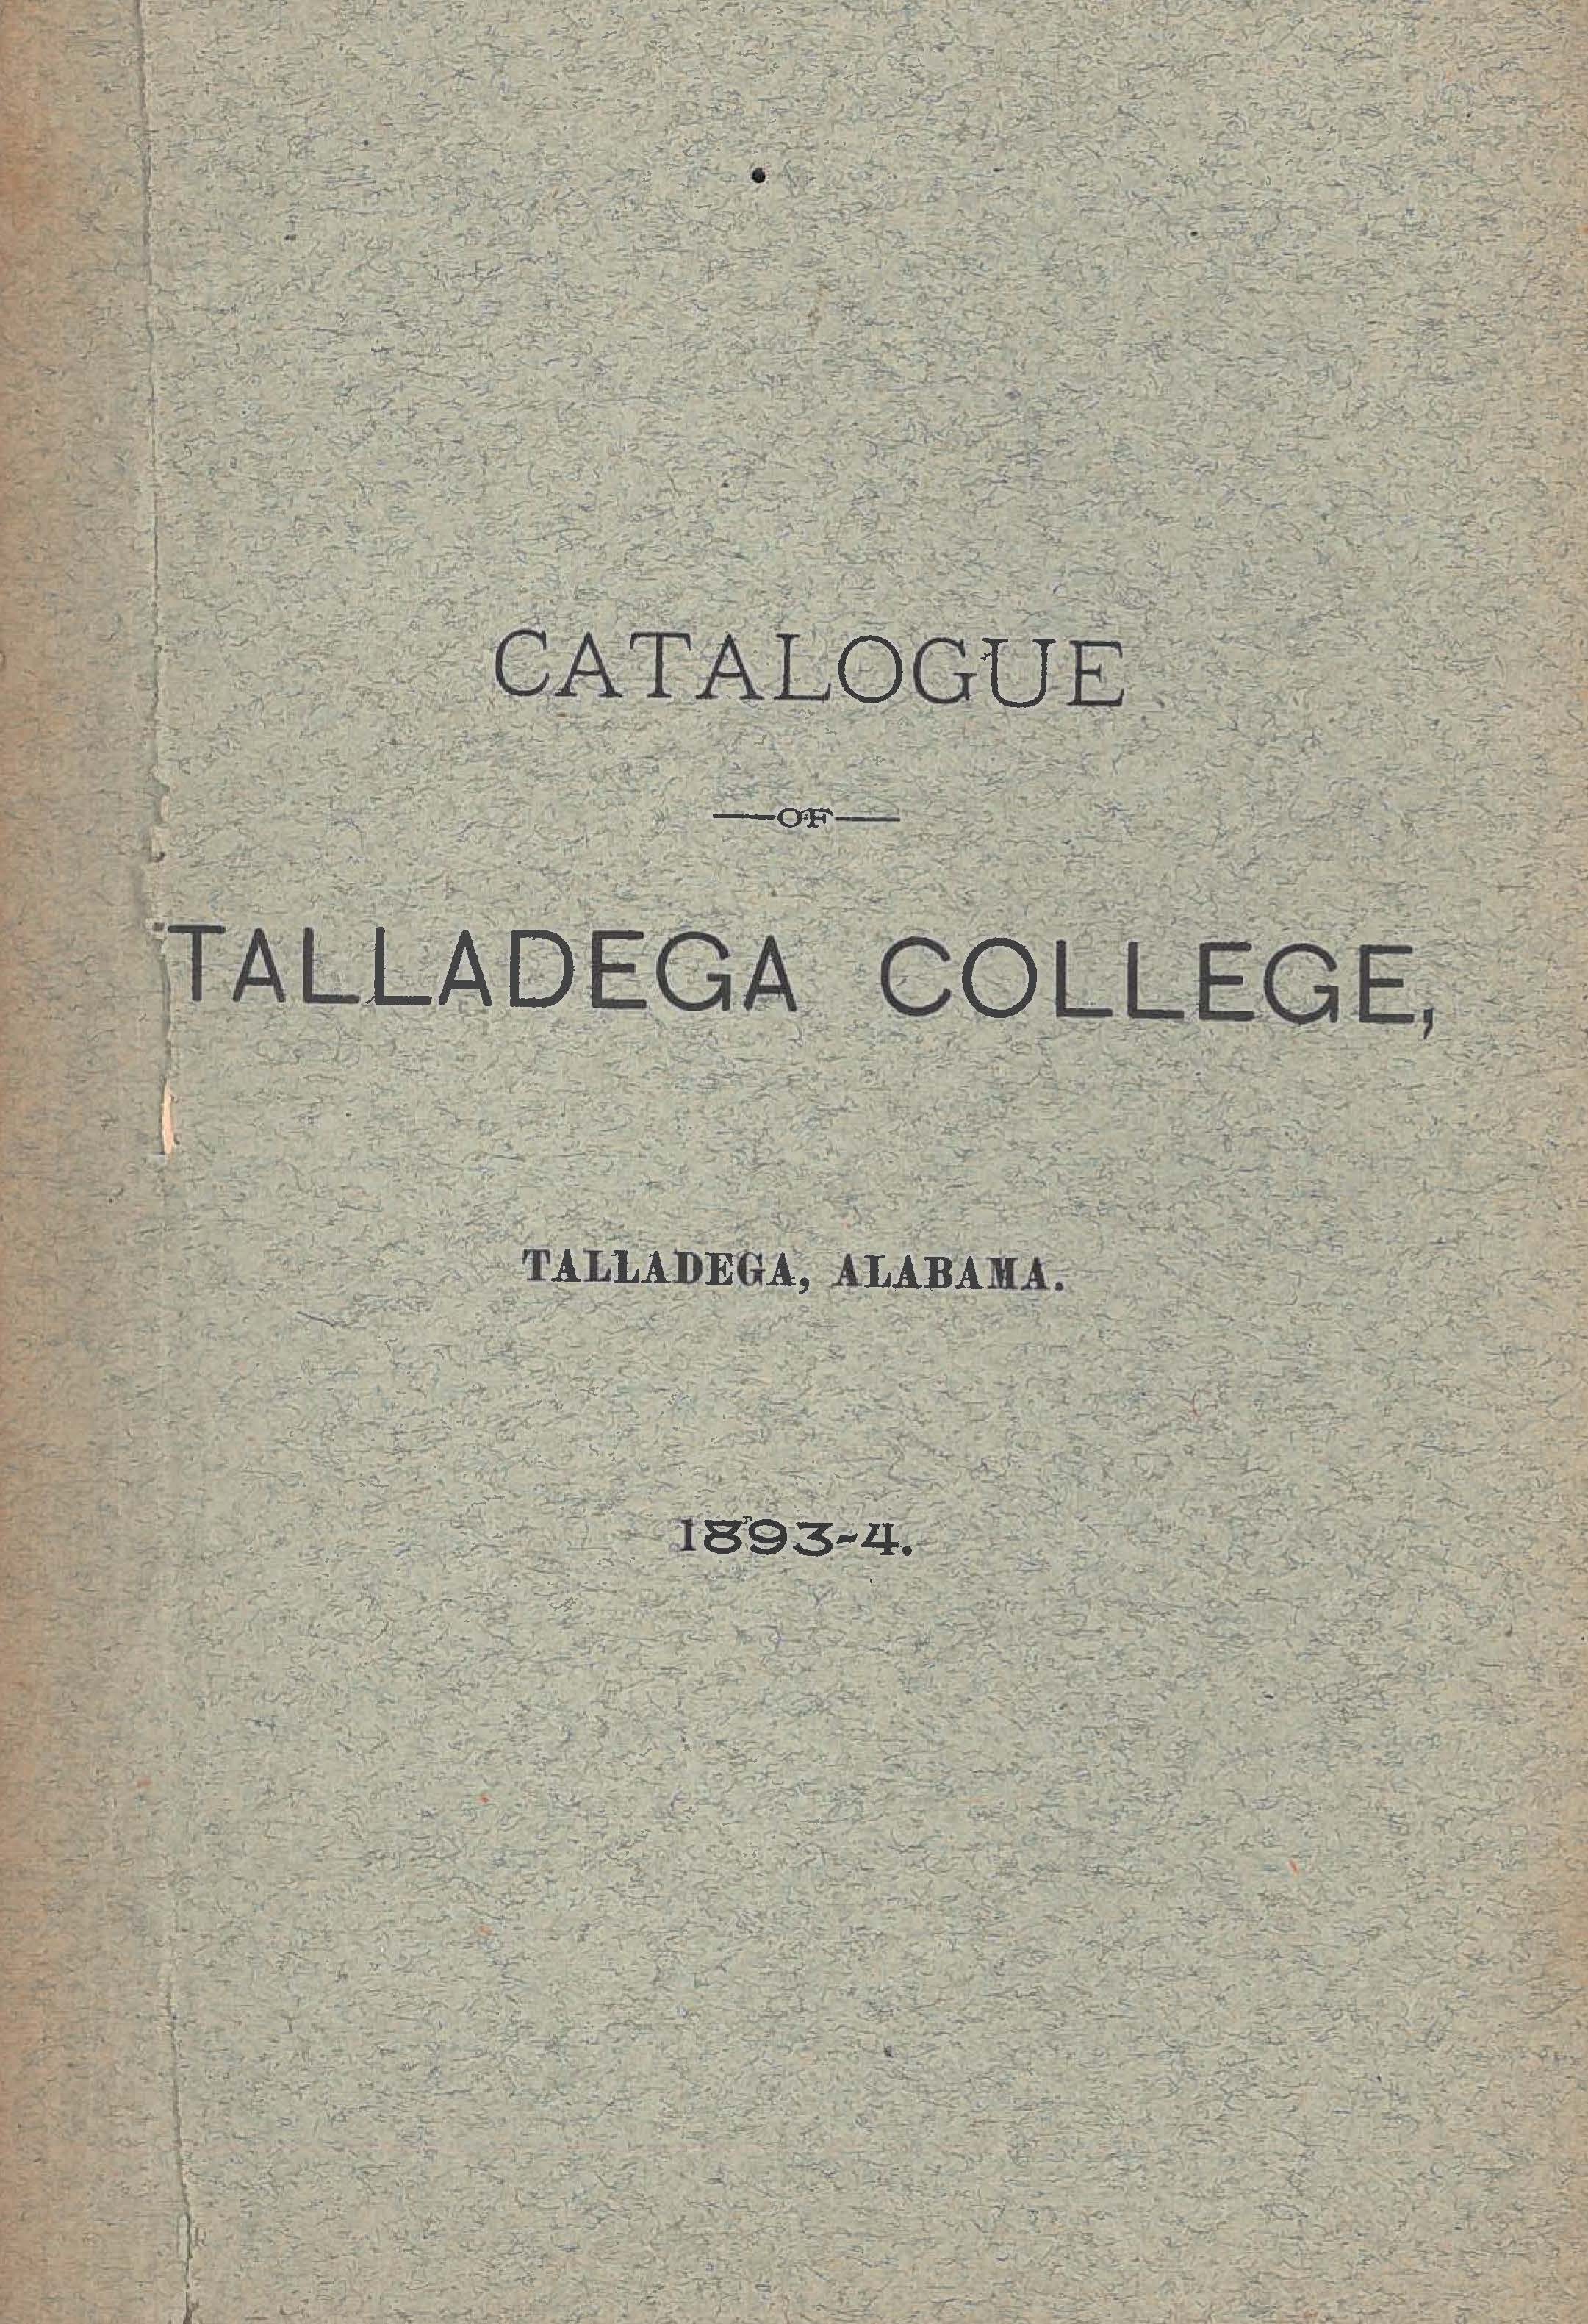 CATALOGUE
—OF—
TALLADEGA COLLEGE,
TALLADEGA, ALABAMA.
1893-4.